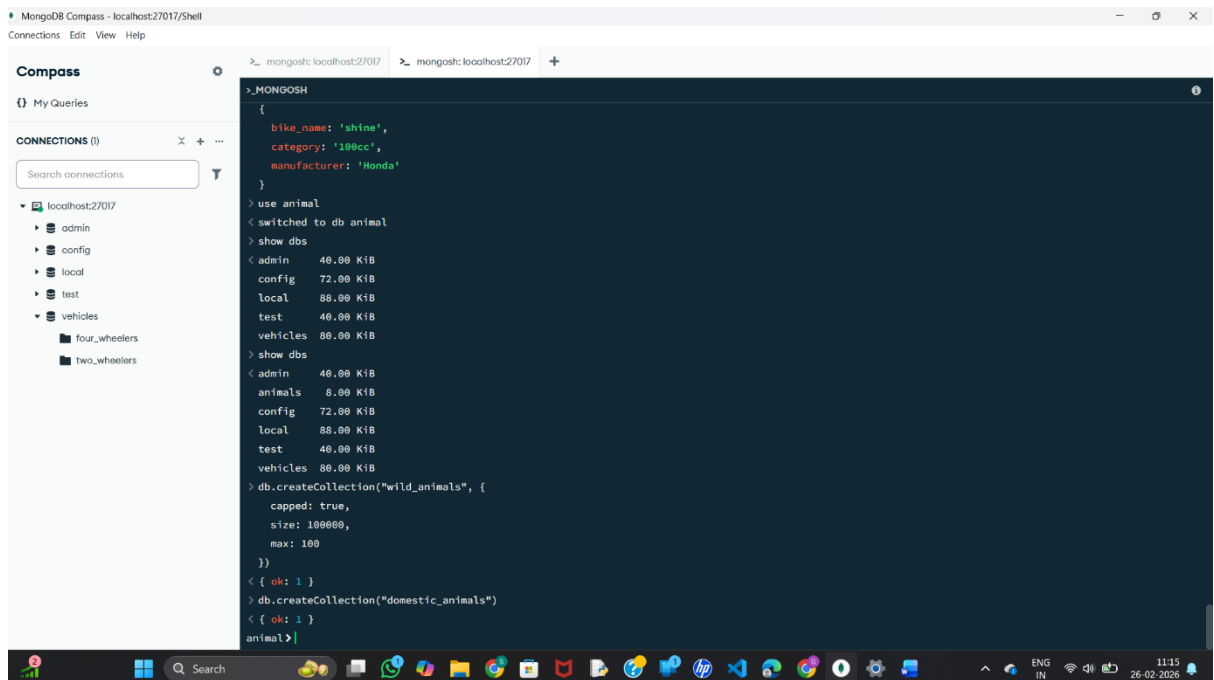 MongoDB Compass - localhost:27017/Shell
Connections Edit View Help
Compass
{} My Queries
CONNECTIONS (1)
Search connections
localhost:27017
admin
config
local
test
vehicles
four_wheelers
two_wheelers
>_ mongosh: localhost:27017 >_ mongosh: localhost:27017 +
>_MONGOSH
{
bike_name: 'shine',
category: '100cc',
manufacturer: 'Honda'
}
> use animal
< switched to db animal
> show dbs
< admin 40.00 KiB
config 72.00 KiB
local 88.00 KiB
test 40.00 KiB
vehicles 80.00 KiB
> show dbs
< admin 40.00 KiB
animals 8.00 KiB
config 72.00 KiB
local 88.00 KiB
test 40.00 KiB
vehicles 80.00 KiB
> db.createCollection("wild_animals", {
capped: true,
size: 100000,
max: 100
})
< { ok: 1 }
> db.createCollection("domestic_animals")
< { ok: 1 }
animal>
2
Search
ENG
IN
11:15
26-02-2026